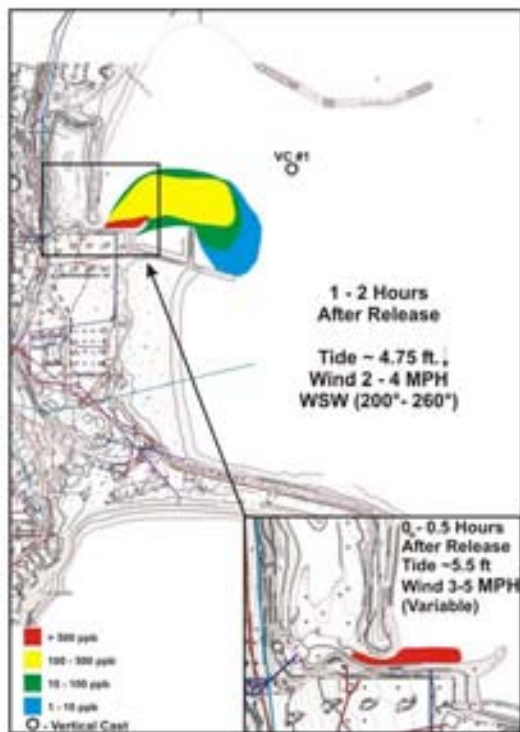 VC #1
1 - 2 Hours
After Release
Tide ~ 4.75 ft.
Wind 2 - 4 MPH
WSW (200°- 260°)
0 - 0.5 Hours
After Release
Tide ~5.5 ft
Wind 3-5 MPH
(Variable)
+ 500 ppb
100 - 500 ppb
10 - 100 ppb
1 - 10 ppb
- Vertical Cast